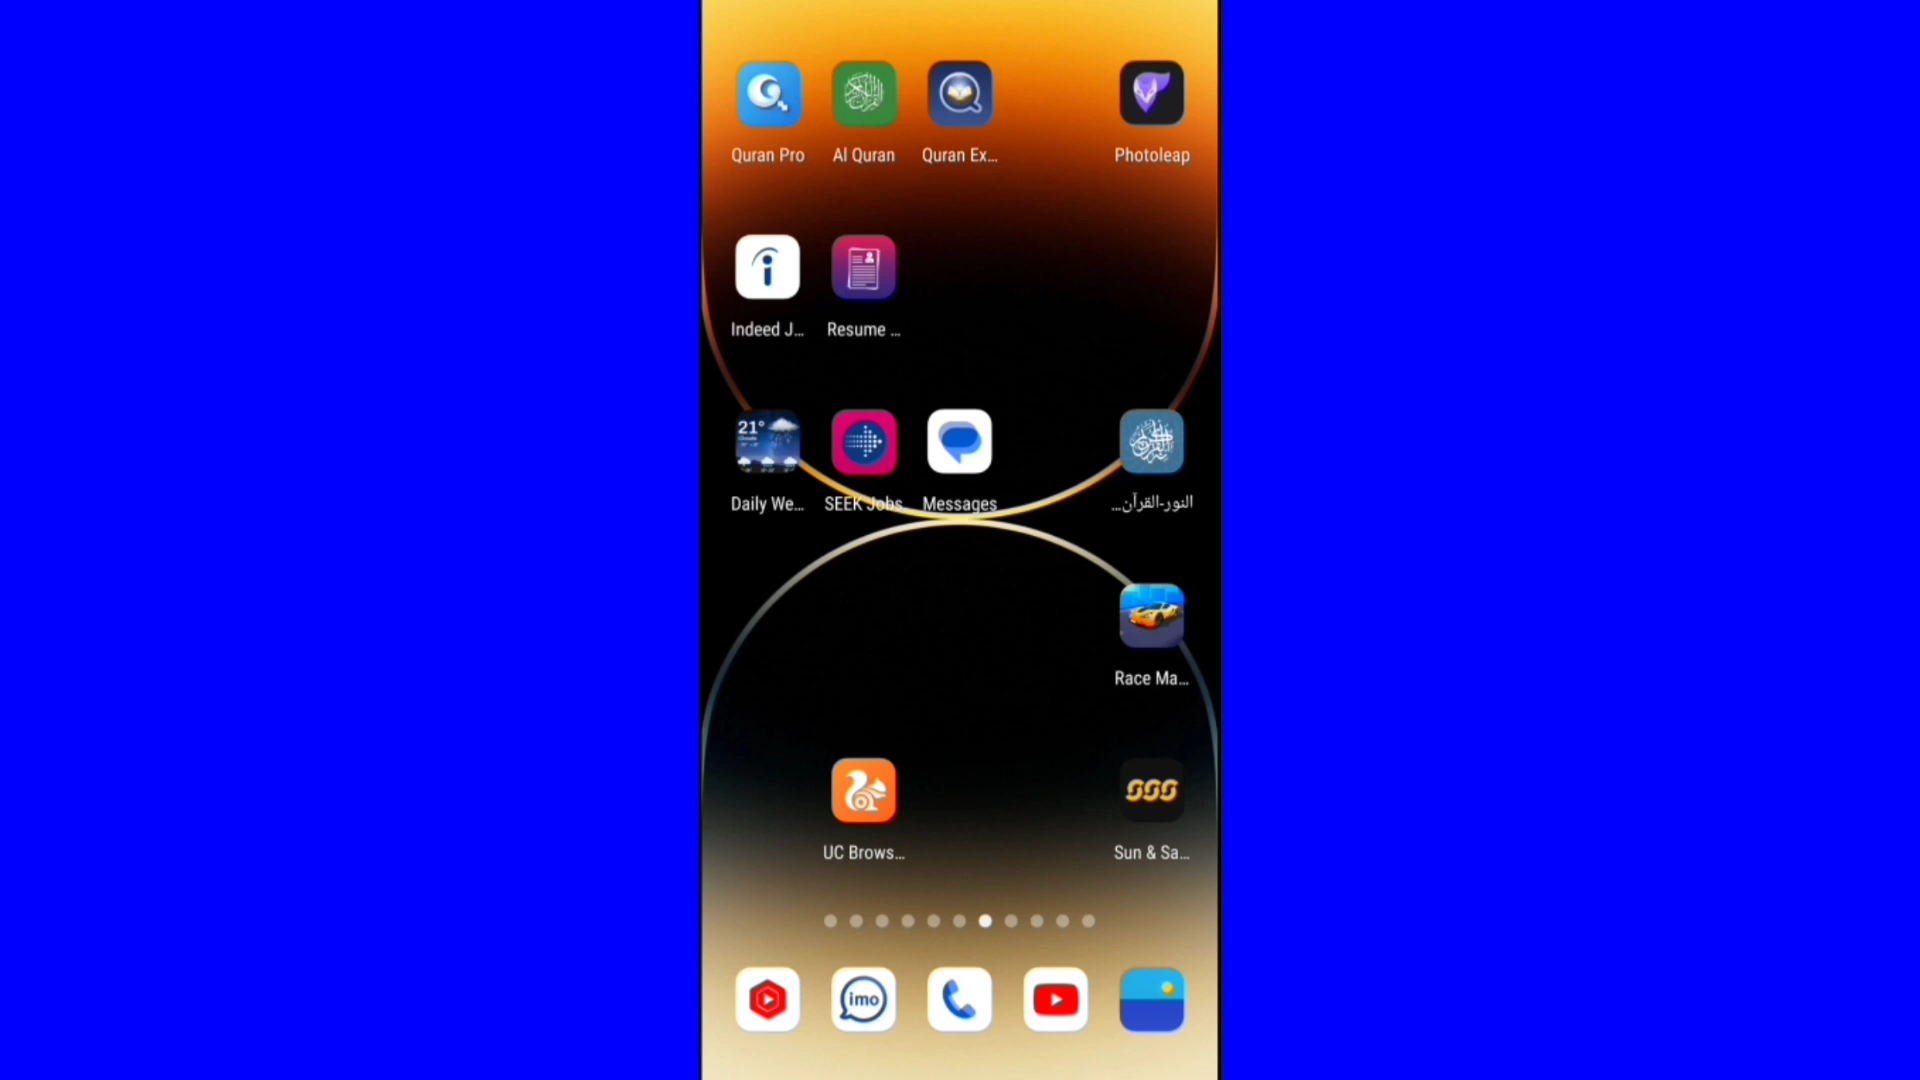 Quran Pro
Al Quran
Quran Ex...
Photoleap
Indeed J...
Resume ...
21°
Daily We...
SEEK Jobs
Messages
النور-القرآن...
Race Ma...
UC Brows...
SSS
Sun & Sa...
imo